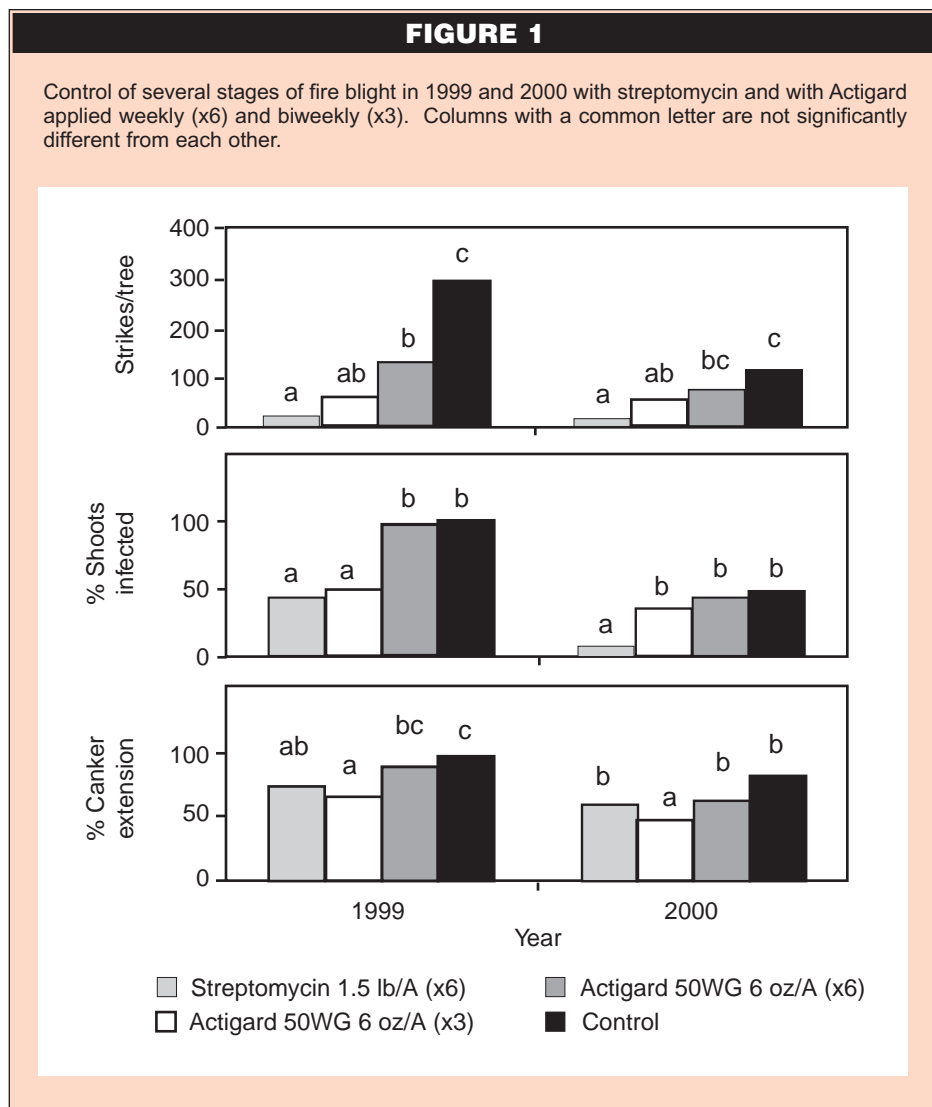 FIGURE 1
Control of several stages of fire blight in 1999 and 2000 with streptomycin and with Actigard
applied weekly (x6) and biweekly (x3). Columns with a common letter are not significantly
different from each other.
Strikes/tree
400
300
200
100
0
a
ab
b
c
a
ab
bc
c
% Shoots
infected
100
50
0
a
a
b
b
a
b
b
b
% Canker
extension
100
50
0
ab
a
bc
c
b
a
b
b
1999
2000
Year
Streptomycin 1.5 lb/A (x6)
Actigard 50WG 6 oz/A (x6)
Actigard 50WG 6 oz/A (x3)
Control